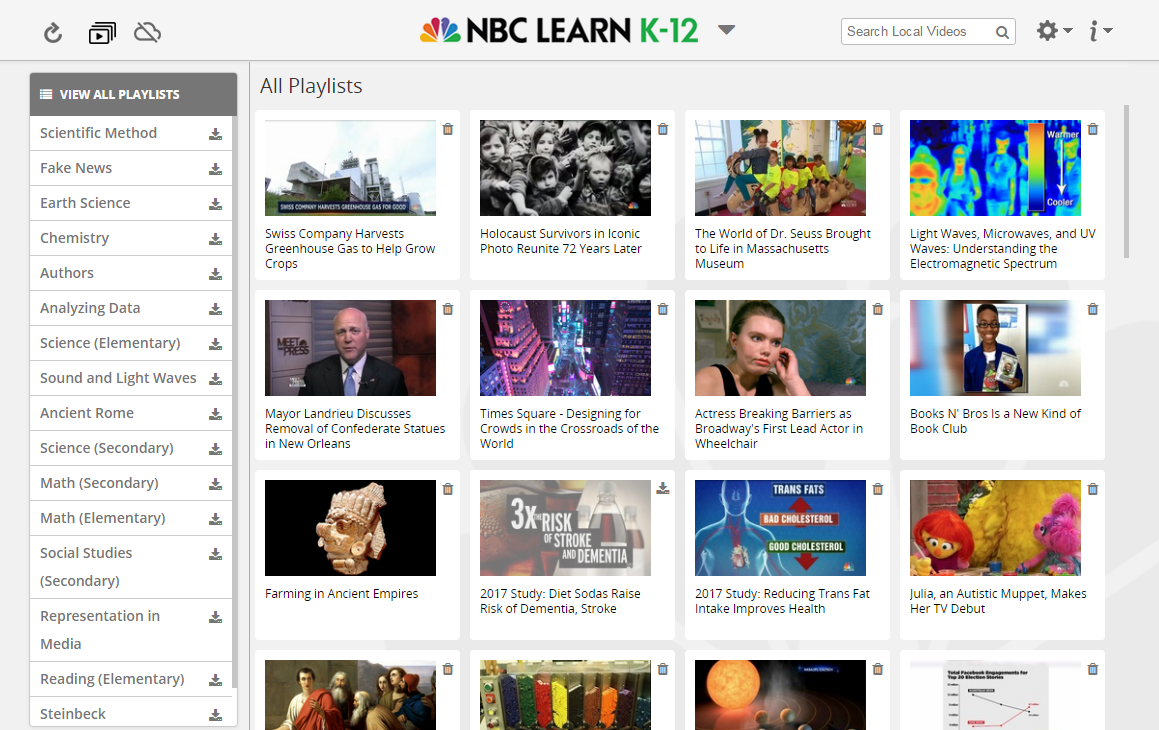 NBC LEARN K-12
Search Local Videos
VIEW ALL PLAYLISTS
Scientific Method
Fake News
Earth Science
Chemistry
Authors
Analyzing Data
Science (Elementary)
Sound and Light Waves
Ancient Rome
Science (Secondary)
Math (Secondary)
Math (Elementary)
Social Studies
(Secondary)
Representation in
Media
Reading (Elementary)
Steinbeck
All Playlists
SWISS COMPANY HARVESTS GREENHOUSE GAS FOR GOOD
Swiss Company Harvests
Greenhouse Gas to Help Grow
Crops
Holocaust Survivors in Iconic
Photo Reunite 72 Years Later
The World of Dr. Seuss Brought
to Life in Massachusetts
Museum
Warmer
Cooler
Light Waves, Microwaves, and UV
Waves: Understanding the
Electromagnetic Spectrum
MEET THE
PRESS
Mayor Landrieu Discusses
Removal of Confederate Statues
in New Orleans
Times Square - Designing for
Crowds in the Crossroads of the
World
Actress Breaking Barriers as
Broadway's First Lead Actor in
Wheelchair
Books N' Bros Is a New Kind of
Book Club
Farming in Ancient Empires
3X THE RISK
OF STROKE
AND DEMENTIA
2017 Study: Diet Sodas Raise
Risk of Dementia, Stroke
TRANS FATS
BAD CHOLESTEROL
GOOD CHOLESTEROL
2017 Study: Reducing Trans Fat
Intake Improves Health
Julia, an Autistic Muppet, Makes
Her TV Debut
Total Facebook Engagements for
Top 20 Election Stories